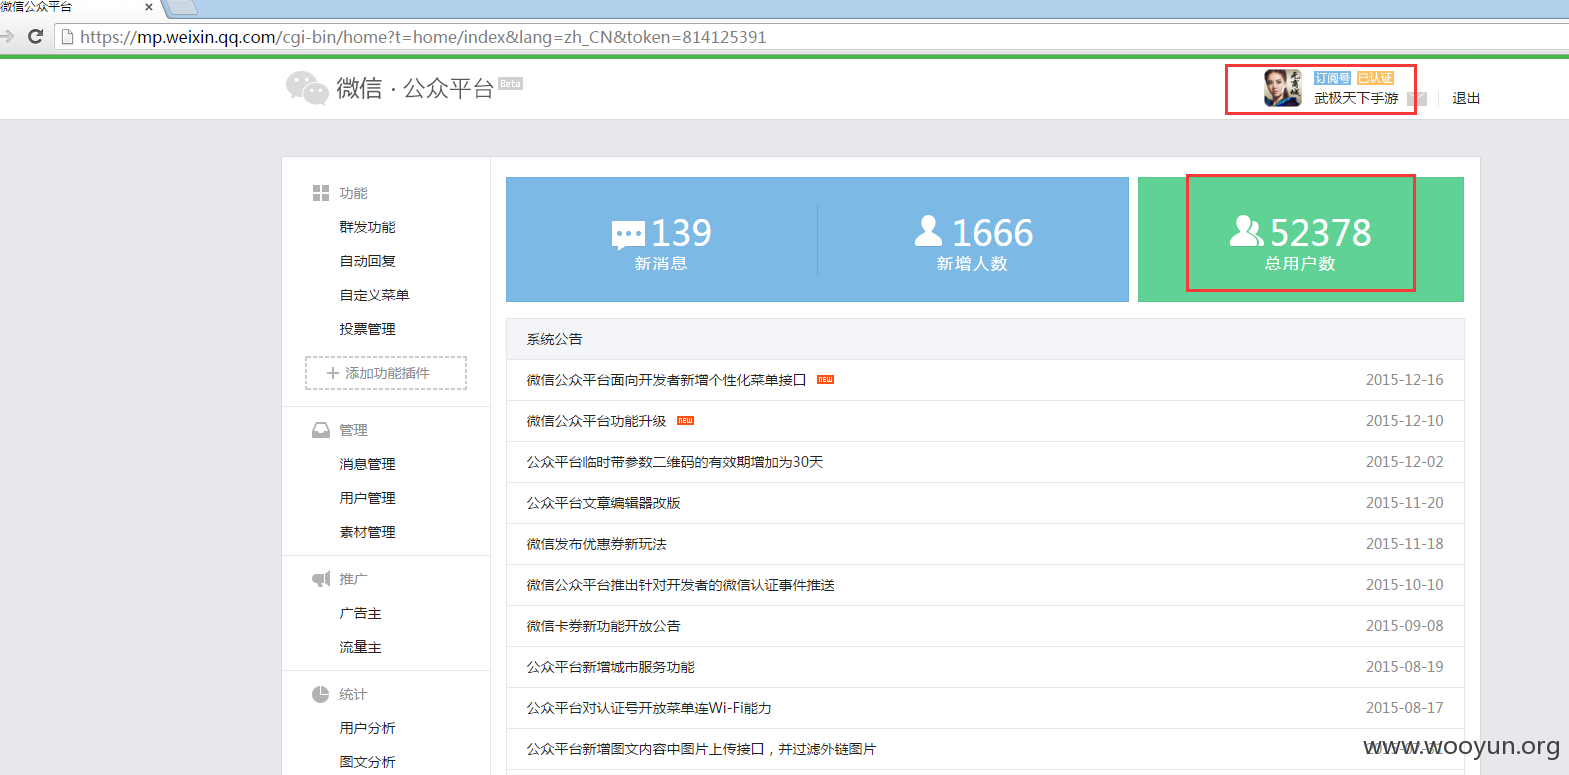 微信公众平台
https://mp.weixin.qq.com/cgi-bin/home?t=home/index&lang=zh_CN&token=814125391
微信·公众平台 Beta
订阅号 已认证
武极天下手游
退出
功能
群发功能
自动回复
自定义菜单
投票管理
添加功能插件
管理
消息管理
用户管理
素材管理
推广
广告主
流量主
统计
用户分析
图文分析
139
新消息
1666
新增人数
52378
总用户数
系统公告
微信公众平台面向开发者新增个性化菜单接口 NEW 2015-12-16
微信公众平台功能升级 NEW 2015-12-10
公众平台临时带参数二维码的有效期增加为30天 2015-12-02
公众平台文章编辑器改版 2015-11-20
微信发布优惠券新玩法 2015-11-18
微信公众平台推出针对开发者的微信认证事件推送 2015-10-10
微信卡券新功能开放公告 2015-09-08
公众平台新增城市服务功能 2015-08-19
公众平台对认证号开放菜单连Wi-Fi能力 2015-08-17
公众平台新增图文内容中图片上传接口，并过滤外链图片
www.wooyun.org